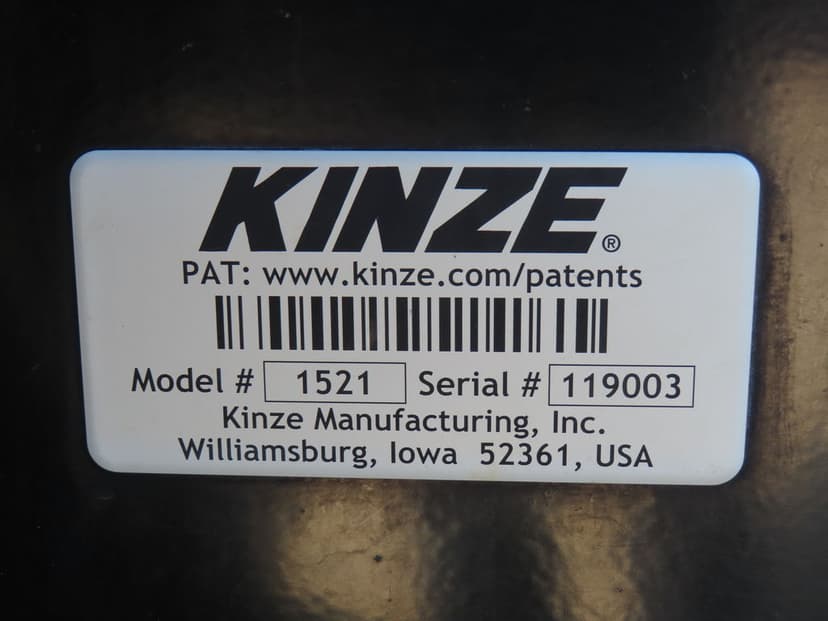 KINZE®
PAT: www.kinze.com/patents
Model # 1521 Serial # 119003
Kinze Manufacturing, Inc.
Williamsburg, Iowa 52361, USA